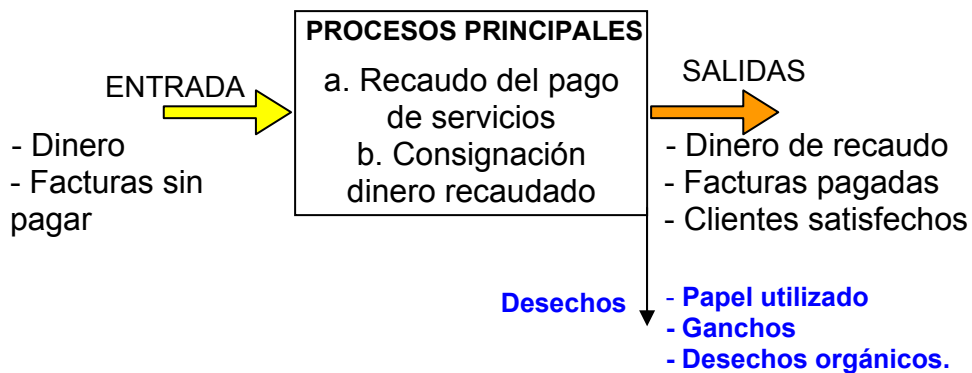 PROCESOS PRINCIPALES
ENTRADA
a. Recaudo del pago
de servicios
b. Consignación
dinero recaudado
SALIDAS
- Dinero
- Facturas sin
pagar
- Dinero de recaudo
- Facturas pagadas
- Clientes satisfechos
Desechos
- Papel utilizado
- Ganchos
- Desechos orgánicos.